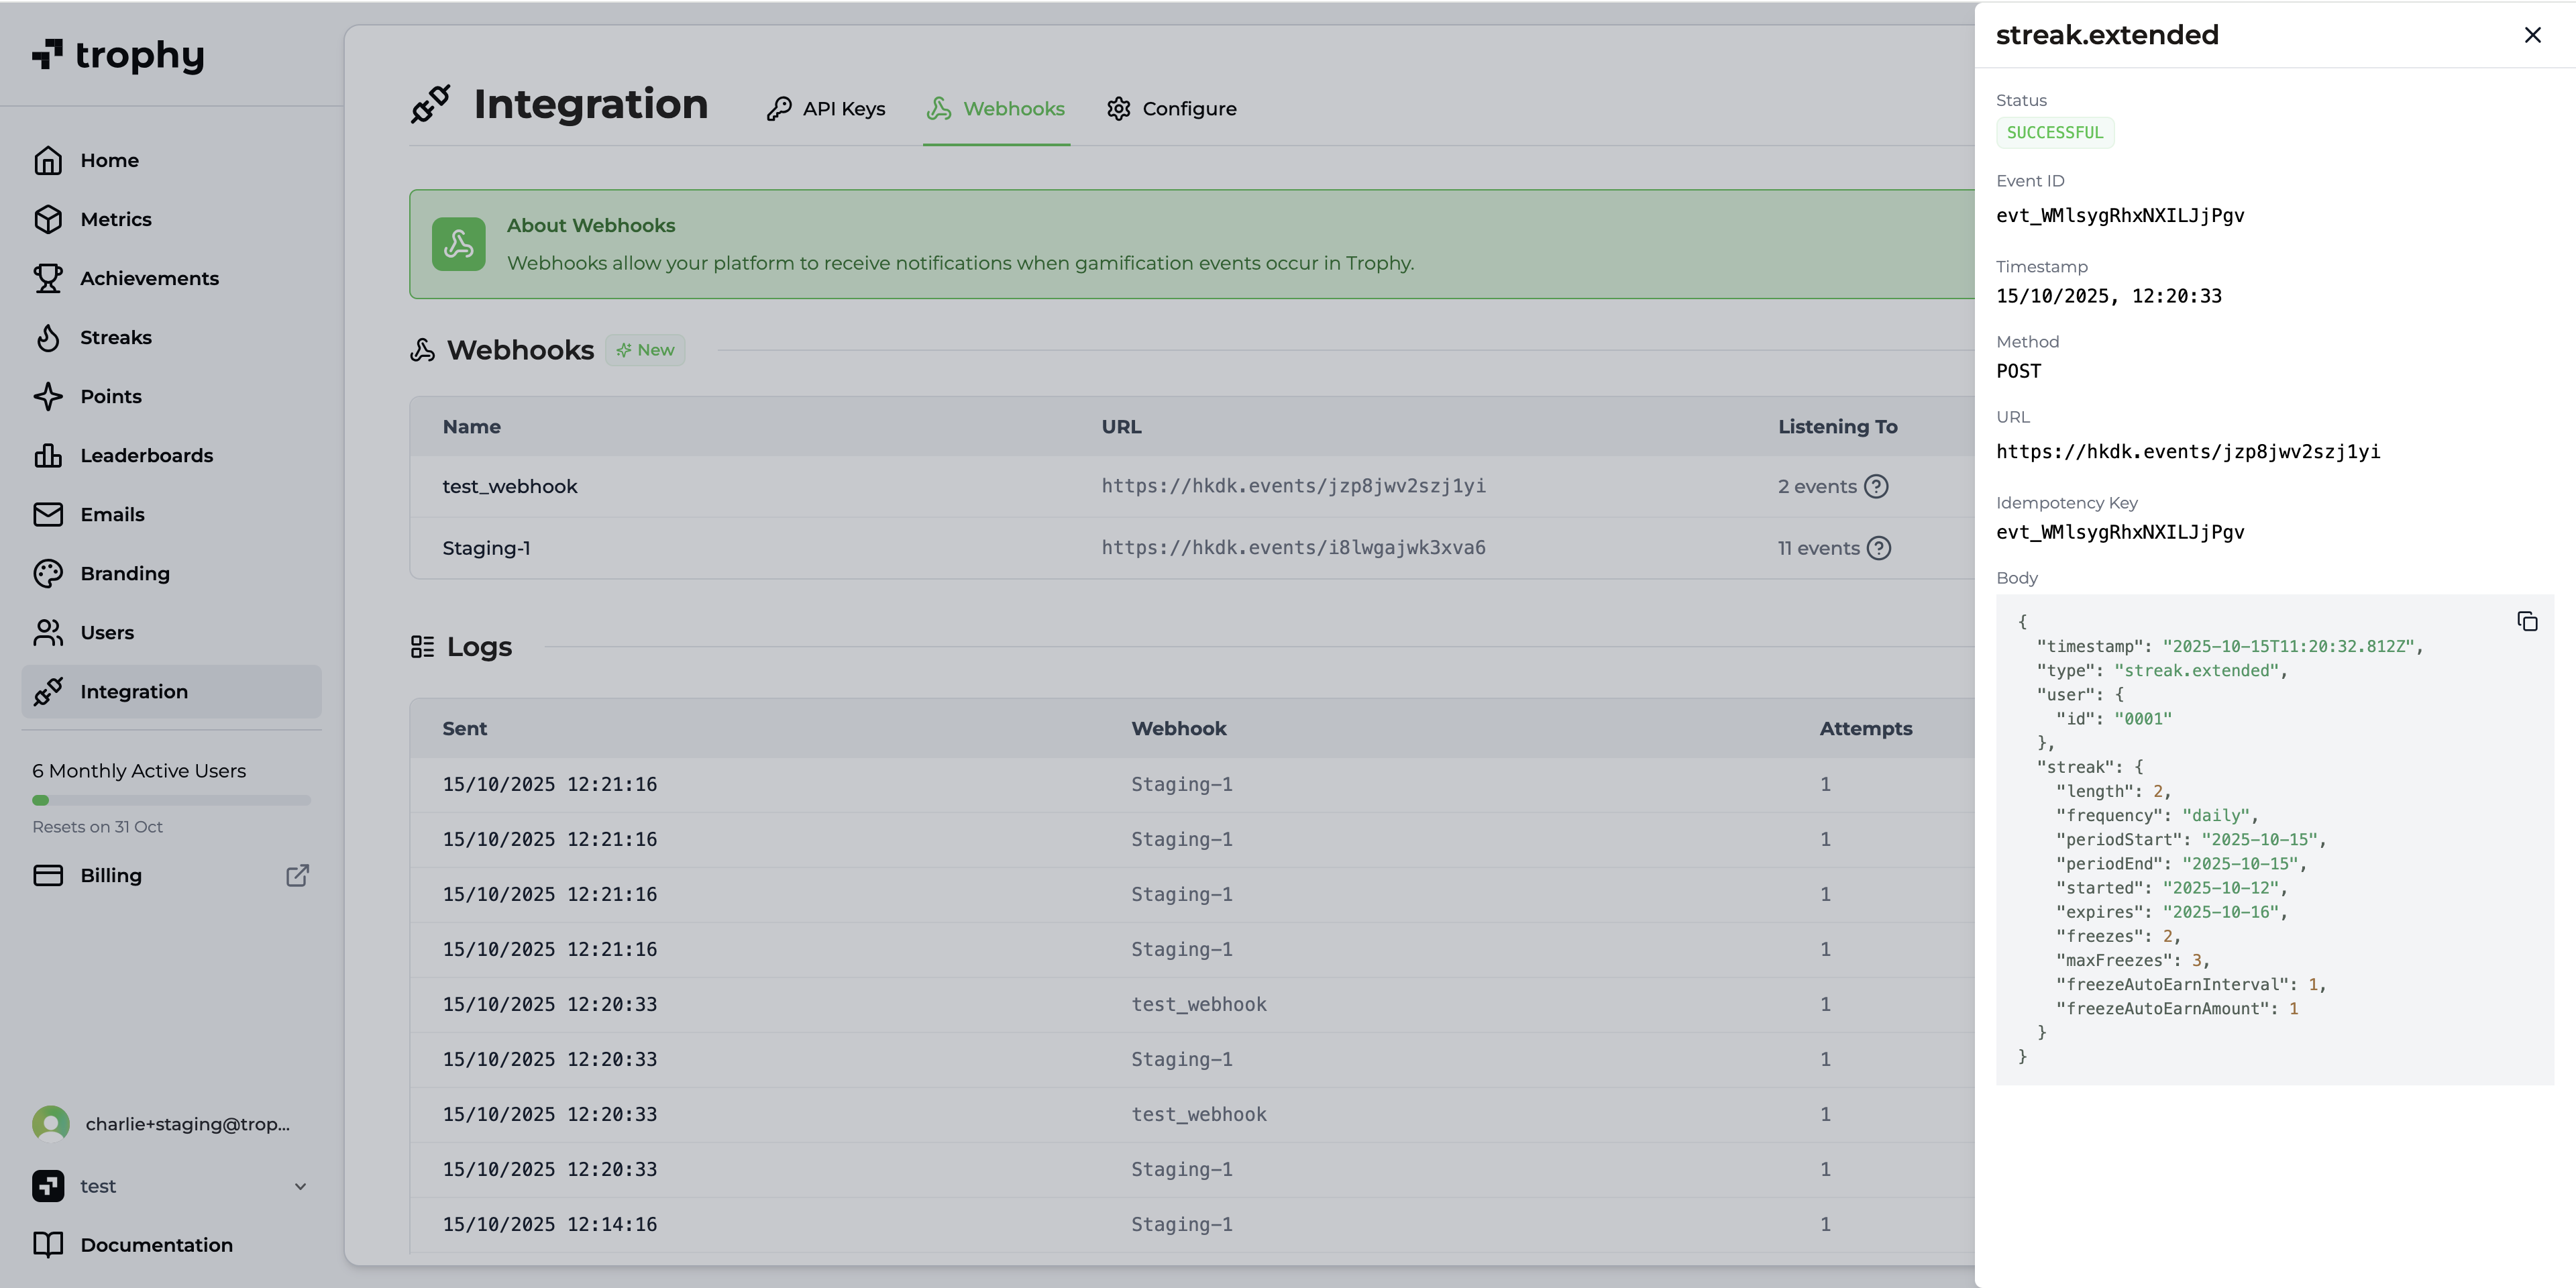 trophy
Home
Metrics
Achievements
Streaks
Points
Leaderboards
Emails
Branding
Users
Integration
6 Monthly Active Users
Resets on 31 Oct
Billing
charlie+staging@trop...
test
Documentation
Integration
API Keys
Webhooks
Configure
About Webhooks
Webhooks allow your platform to receive notifications when gamification events occur in Trophy.
Webhooks New
Name URL Listening To
test_webhook https://hkdk.events/jzp8jwv2szj1yi 2 events
Staging-1 https://hkdk.events/i8lwgajwk3xva6 11 events
Logs
Sent Webhook Attempts
15/10/2025 12:21:16 Staging-1 1
15/10/2025 12:21:16 Staging-1 1
15/10/2025 12:21:16 Staging-1 1
15/10/2025 12:21:16 Staging-1 1
15/10/2025 12:20:33 test_webhook 1
15/10/2025 12:20:33 Staging-1 1
15/10/2025 12:20:33 test_webhook 1
15/10/2025 12:20:33 Staging-1 1
15/10/2025 12:14:16 Staging-1 1
streak.extended
Status
SUCCESSFUL
Event ID
evt_WMlsygRhxNXILJjPgv
Timestamp
15/10/2025, 12:20:33
Method
POST
URL
https://hkdk.events/jzp8jwv2szj1yi
Idempotency Key
evt_WMlsygRhxNXILJjPgv
Body
{
"timestamp": "2025-10-15T11:20:32.812Z",
"type": "streak.extended",
"user": {
"id": "0001"
},
"streak": {
"length": 2,
"frequency": "daily",
"periodStart": "2025-10-15",
"periodEnd": "2025-10-15",
"started": "2025-10-12",
"expires": "2025-10-16",
"freezes": 2,
"maxFreezes": 3,
"freezeAutoEarnInterval": 1,
"freezeAutoEarnAmount": 1
}
}